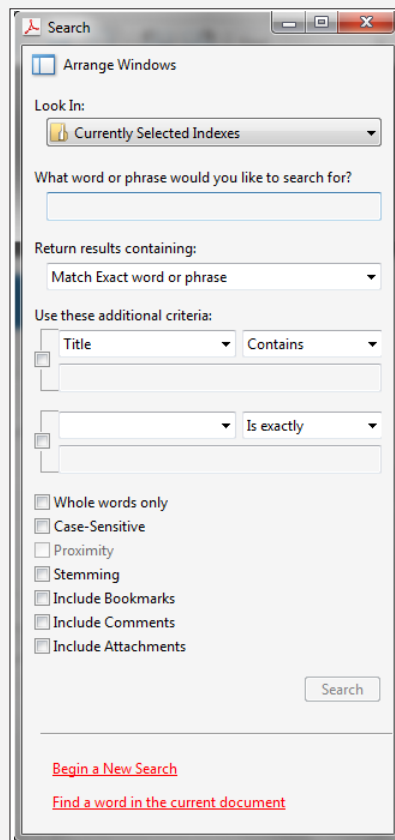 Search
Arrange Windows
Look In:
Currently Selected Indexes
What word or phrase would you like to search for?
Return results containing:
Match Exact word or phrase
Use these additional criteria:
Title Contains
Is exactly
Whole words only
Case-Sensitive
Proximity
Stemming
Include Bookmarks
Include Comments
Include Attachments
Search
Begin a New Search
Find a word in the current document